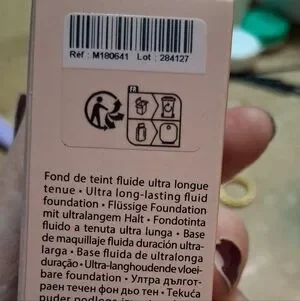 Réf : M180641 Lot : 284127
FR
Fond de teint fluide ultra longue
tenue • Ultra long-lasting fluid
foundation • Flüssige Foundation
mit ultralangem Halt • Fondotinta
fluido a tenuta ultra lunga • Base
de maquillaje fluida duración ultra-
larga • Base fluida de ultralonga
duração • Ultra-langhoudende vloei-
bare foundation • Ултра дълготра-
ен течен фон дьо тен • Tekuća
puder podloga